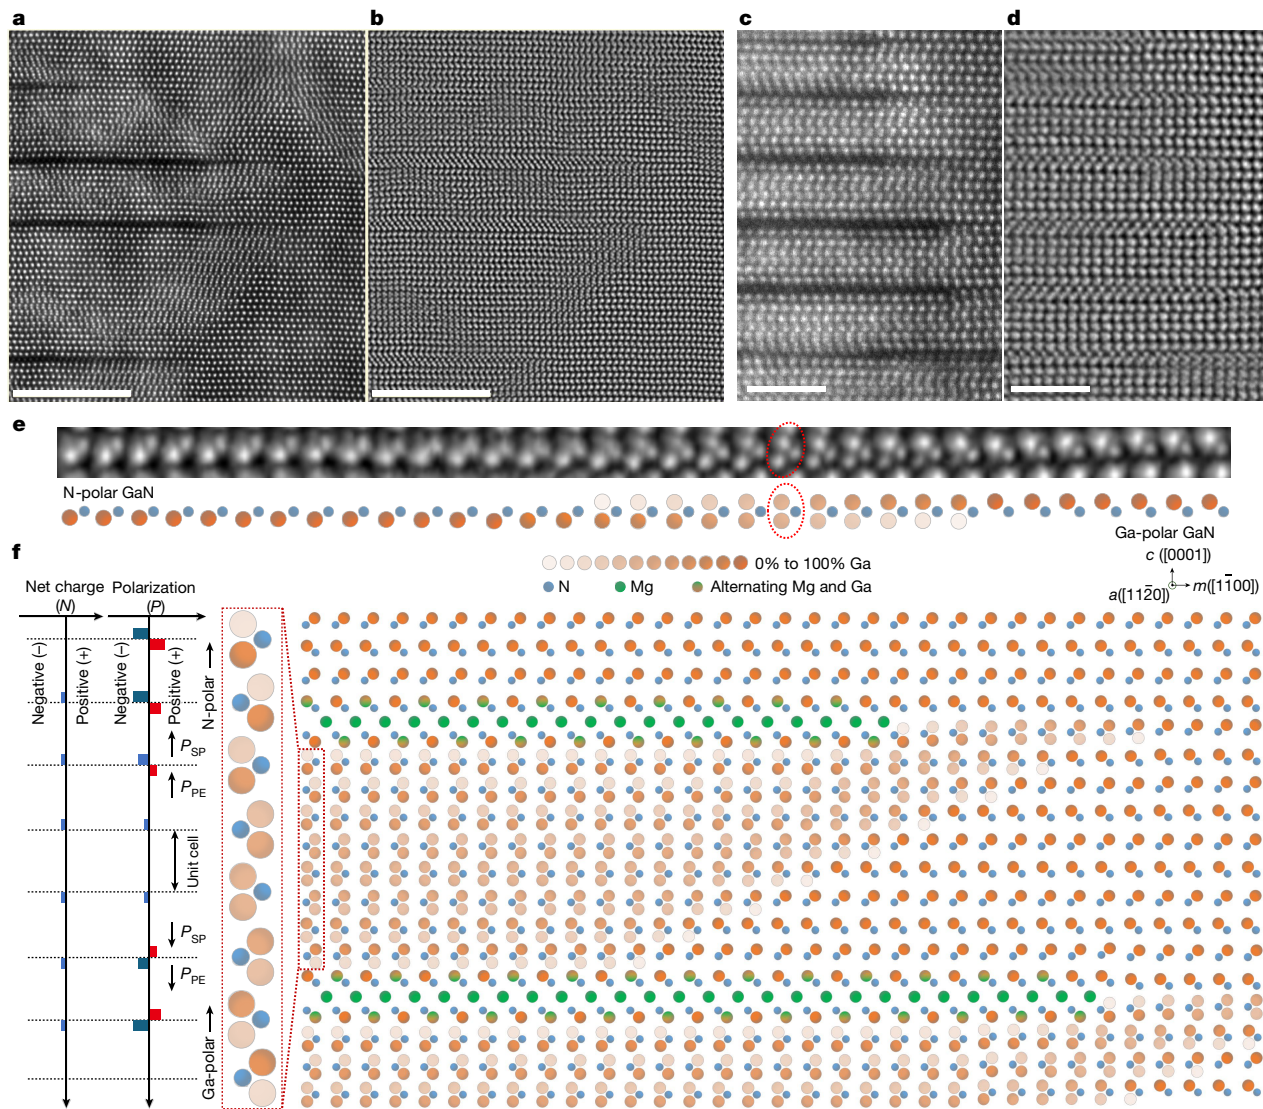 a
b
c
d
e
N-polar GaN
Ga-polar GaN
c ([0001])
a([112̄0])
m([11̄00])
f
0% to 100% Ga
N
Mg
Alternating Mg and Ga
Net charge
(N)
Polarization
(P)
Negative (–)
Positive (+)
Negative (–)
Positive (+)
N-polar
PSP
PPE
Unit cell
PSP
PPE
Ga-polar